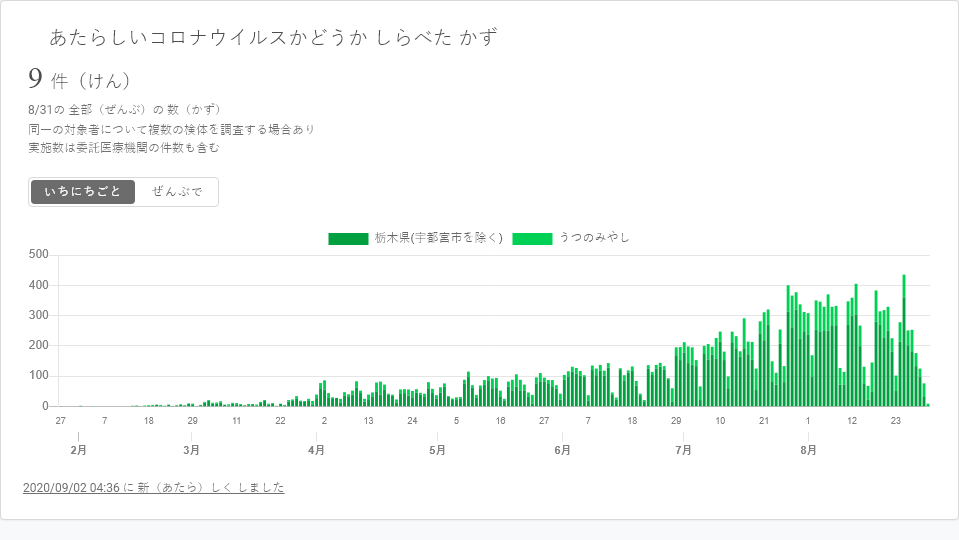 あたらしいコロナウイルスかどうか しらべた かず
9 件（けん）
8/31の 全部（ぜんぶ）の 数（かず）
同一の対象者について複数の検体を調査する場合あり
実施数は委託医療機関の件数も含む
いちにちごと ぜんぶで
栃木県(宇都宮市を除く) うつのみやし
500
400
300
200
100
0
27 7 18 29 11 22 2 13 24 5 16 27 7 18 29 10 21 1 12 23
2月 3月 4月 5月 6月 7月 8月
2020/09/02 04:36 に 新（あたら）しく しました